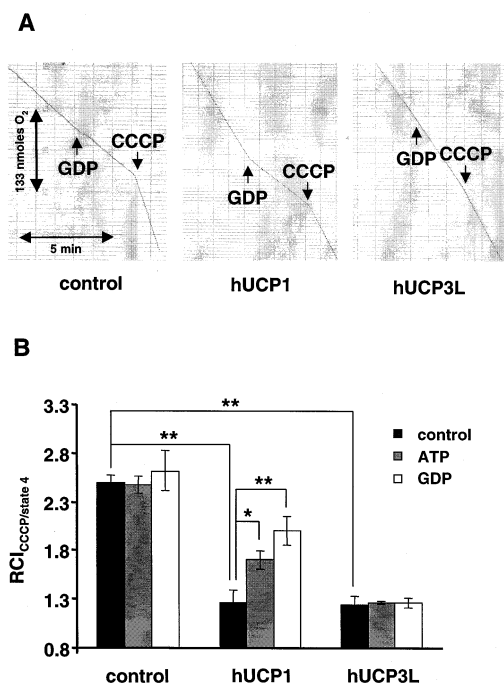 A
133 nmoles O2
GDP
CCCP
5 min
control
GDP
CCCP
hUCP1
GDP
CCCP
hUCP3L
B
RCICCCP/state 4
3.3
2.8
2.3
1.8
1.3
0.8
**
**
**
*
control
ATP
GDP
control
hUCP1
hUCP3L